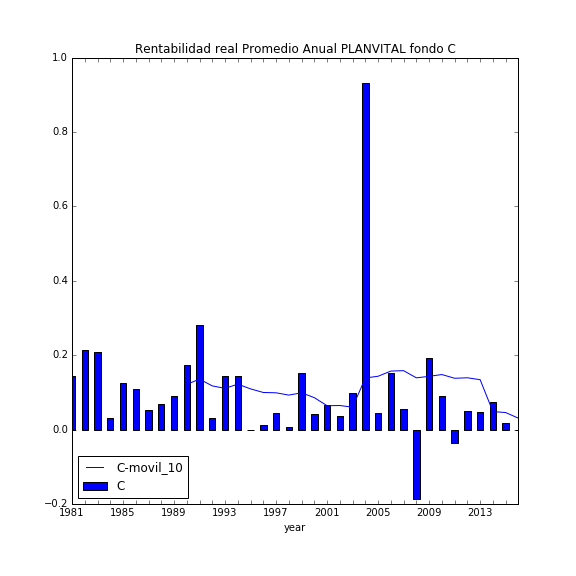 Rentabilidad real Promedio Anual PLANVITAL fondo C
1.0
0.8
0.6
0.4
0.2
0.0
−0.2
C-movil_10
C
1981 1985 1989 1993 1997 2001 2005 2009 2013
year